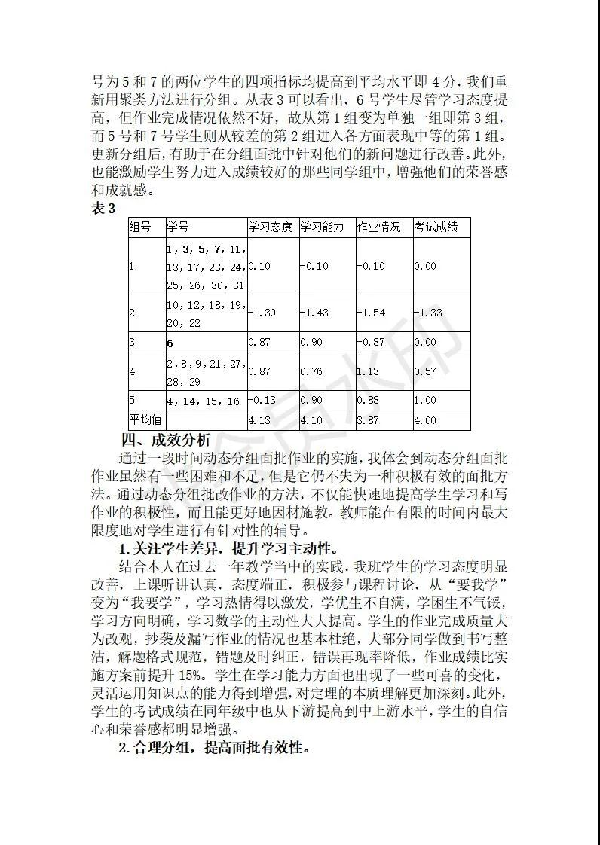 号为 5 和 7 的两位学生的四项指标均提高到平均水平即 4 分，我们重
新用聚类方法进行分组。从表 3 可以看出，6 号学生尽管学习态度提
高，但作业完成情况依然不好，故从第 1 组变为单独一组即第 3 组，
而 5 号和 7 号学生则从较差的第 2 组进入各方面表现中等的第 1 组。
更新分组后，有助于在分组面批中针对他们的新问题进行改善。此外，
也能激励学生努力进入成绩较好的那些同学组中，增强他们的荣誉感
和成就感。
表 3
组号 学号 学习态度 学习能力 作业情况 考试成绩
1, 3, 5, 7, 11,
1 13, 17, 23, 24, 0.10 -0.10 -0.10 0.00
25, 26, 30, 31
10, 12, 18, 19,
2 -1.43
20, 22
3 6 0.87 0.90 -0.87 0.00
2, 8, 9, 21, 27,
4 0.87 0.76 1.13
28, 29
5 4, 14, 15, 16 -0.13 0.90 0.88 1.00
平均值 4.13 4.10 3.87 4.00
四、成效分析
通过一段时间动态分组面批作业的实施，我体会到动态分组面批
作业虽然有一些困难和不足，但是它仍不失为一种积极有效的面批方
法。通过动态分组批改作业的方法，不仅能快速地提高学生学习和写
作业的积极性，而且能更好地因材施教，教师能在有限的时间内最大
限度地对学生进行有针对性的辅导。
1.关注学生差异，提升学习主动性。
结合本人在过去一年教学当中的实践，我班学生的学习态度明显
改善，上课听讲认真，态度端正，积极参与课程讨论，从“要我学”
变为“我要学”，学习热情得以激发，学优生不自满，学困生不气馁，
学习方向明确，学习数学的主动性大大提高。学生的作业完成质量大
为改观，抄袭及漏写作业的情况也基本杜绝，大部分同学做到书写整
洁，解题格式规范，错题及时纠正，错误再现率降低，作业成绩比实
施方案前提升 15%。学生在学习能力方面也出现了一些可喜的变化，
灵活运用知识点的能力得到增强，对定理的本质理解更加深刻。此外，
学生的考试成绩在同年级中也从下游提高到中上游水平，学生的自信
心和荣誉感都明显增强。
2.合理分组，提高面批有效性。